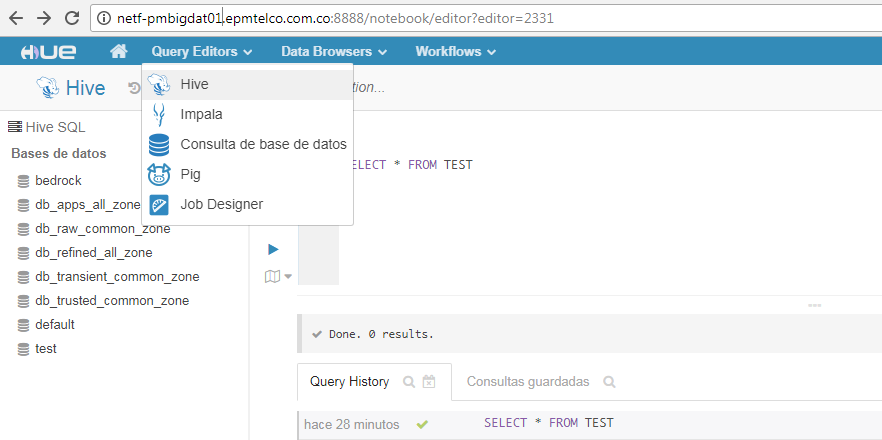 netf-pmbigdat01.epmtelco.com.co:8888/notebook/editor?editor=2331
HUE Query Editors Data Browsers Workflows
Hive
tion...
Hive
Impala
Consulta de base de datos
Pig
Job Designer
Hive SQL
Bases de datos
bedrock
db_apps_all_zone
db_raw_common_zone
db_refined_all_zone
db_transient_common_zone
db_trusted_common_zone
default
test
ELECT * FROM TEST
Done. 0 results.
Query History Consultas guardadas
hace 28 minutos SELECT * FROM TEST